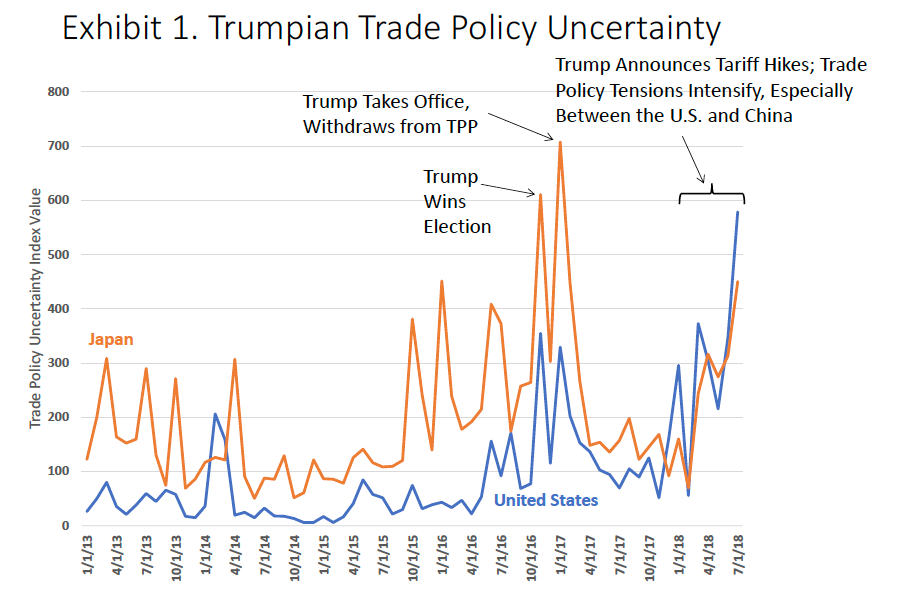 Exhibit 1. Trumpian Trade Policy Uncertainty
Trump Announces Tariff Hikes; Trade
Policy Tensions Intensify, Especially
Between the U.S. and China
Trump Takes Office,
Withdraws from TPP
Trump
Wins
Election
Trade Policy Uncertainty Index Value
800
700
600
500
400
300
200
100
0
Japan
United States
1/1/13
4/1/13
7/1/13
10/1/13
1/1/14
4/1/14
7/1/14
10/1/14
1/1/15
4/1/15
7/1/15
10/1/15
1/1/16
4/1/16
7/1/16
10/1/16
1/1/17
4/1/17
7/1/17
10/1/17
1/1/18
4/1/18
7/1/18